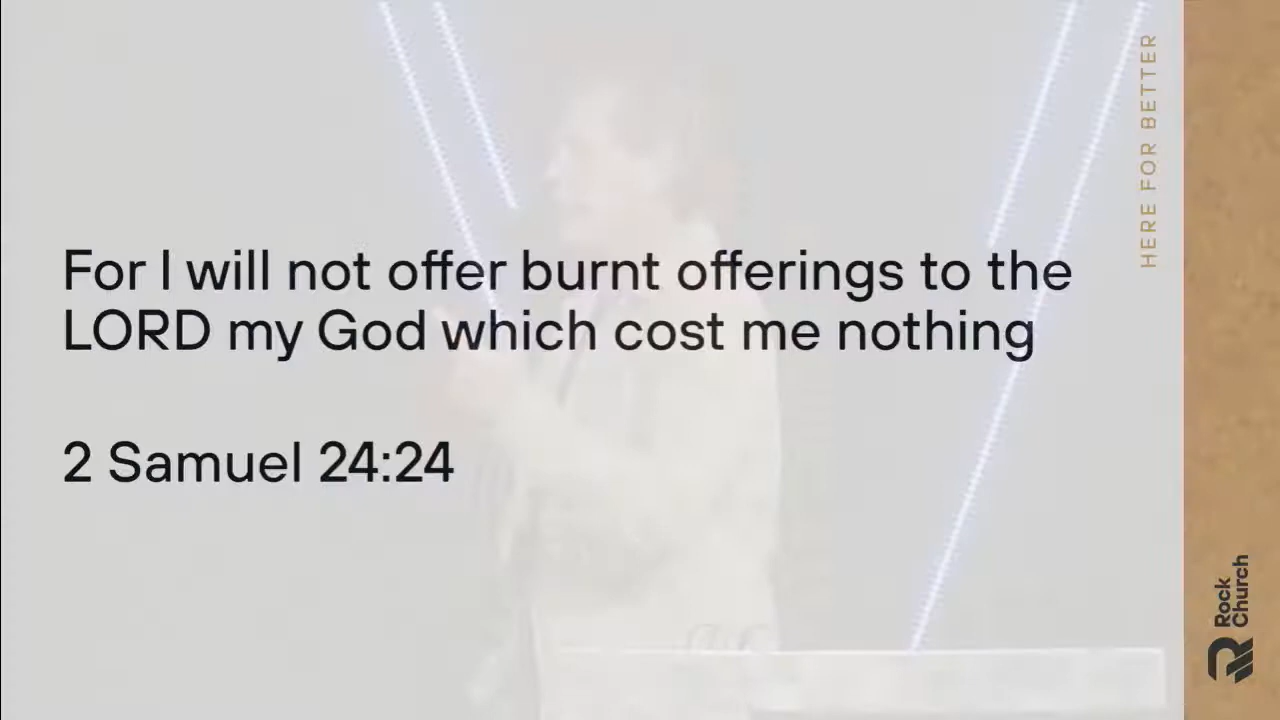 For I will not offer burnt offerings to the
LORD my God which cost me nothing
2 Samuel 24:24
HERE FOR BETTER
Rock
Church